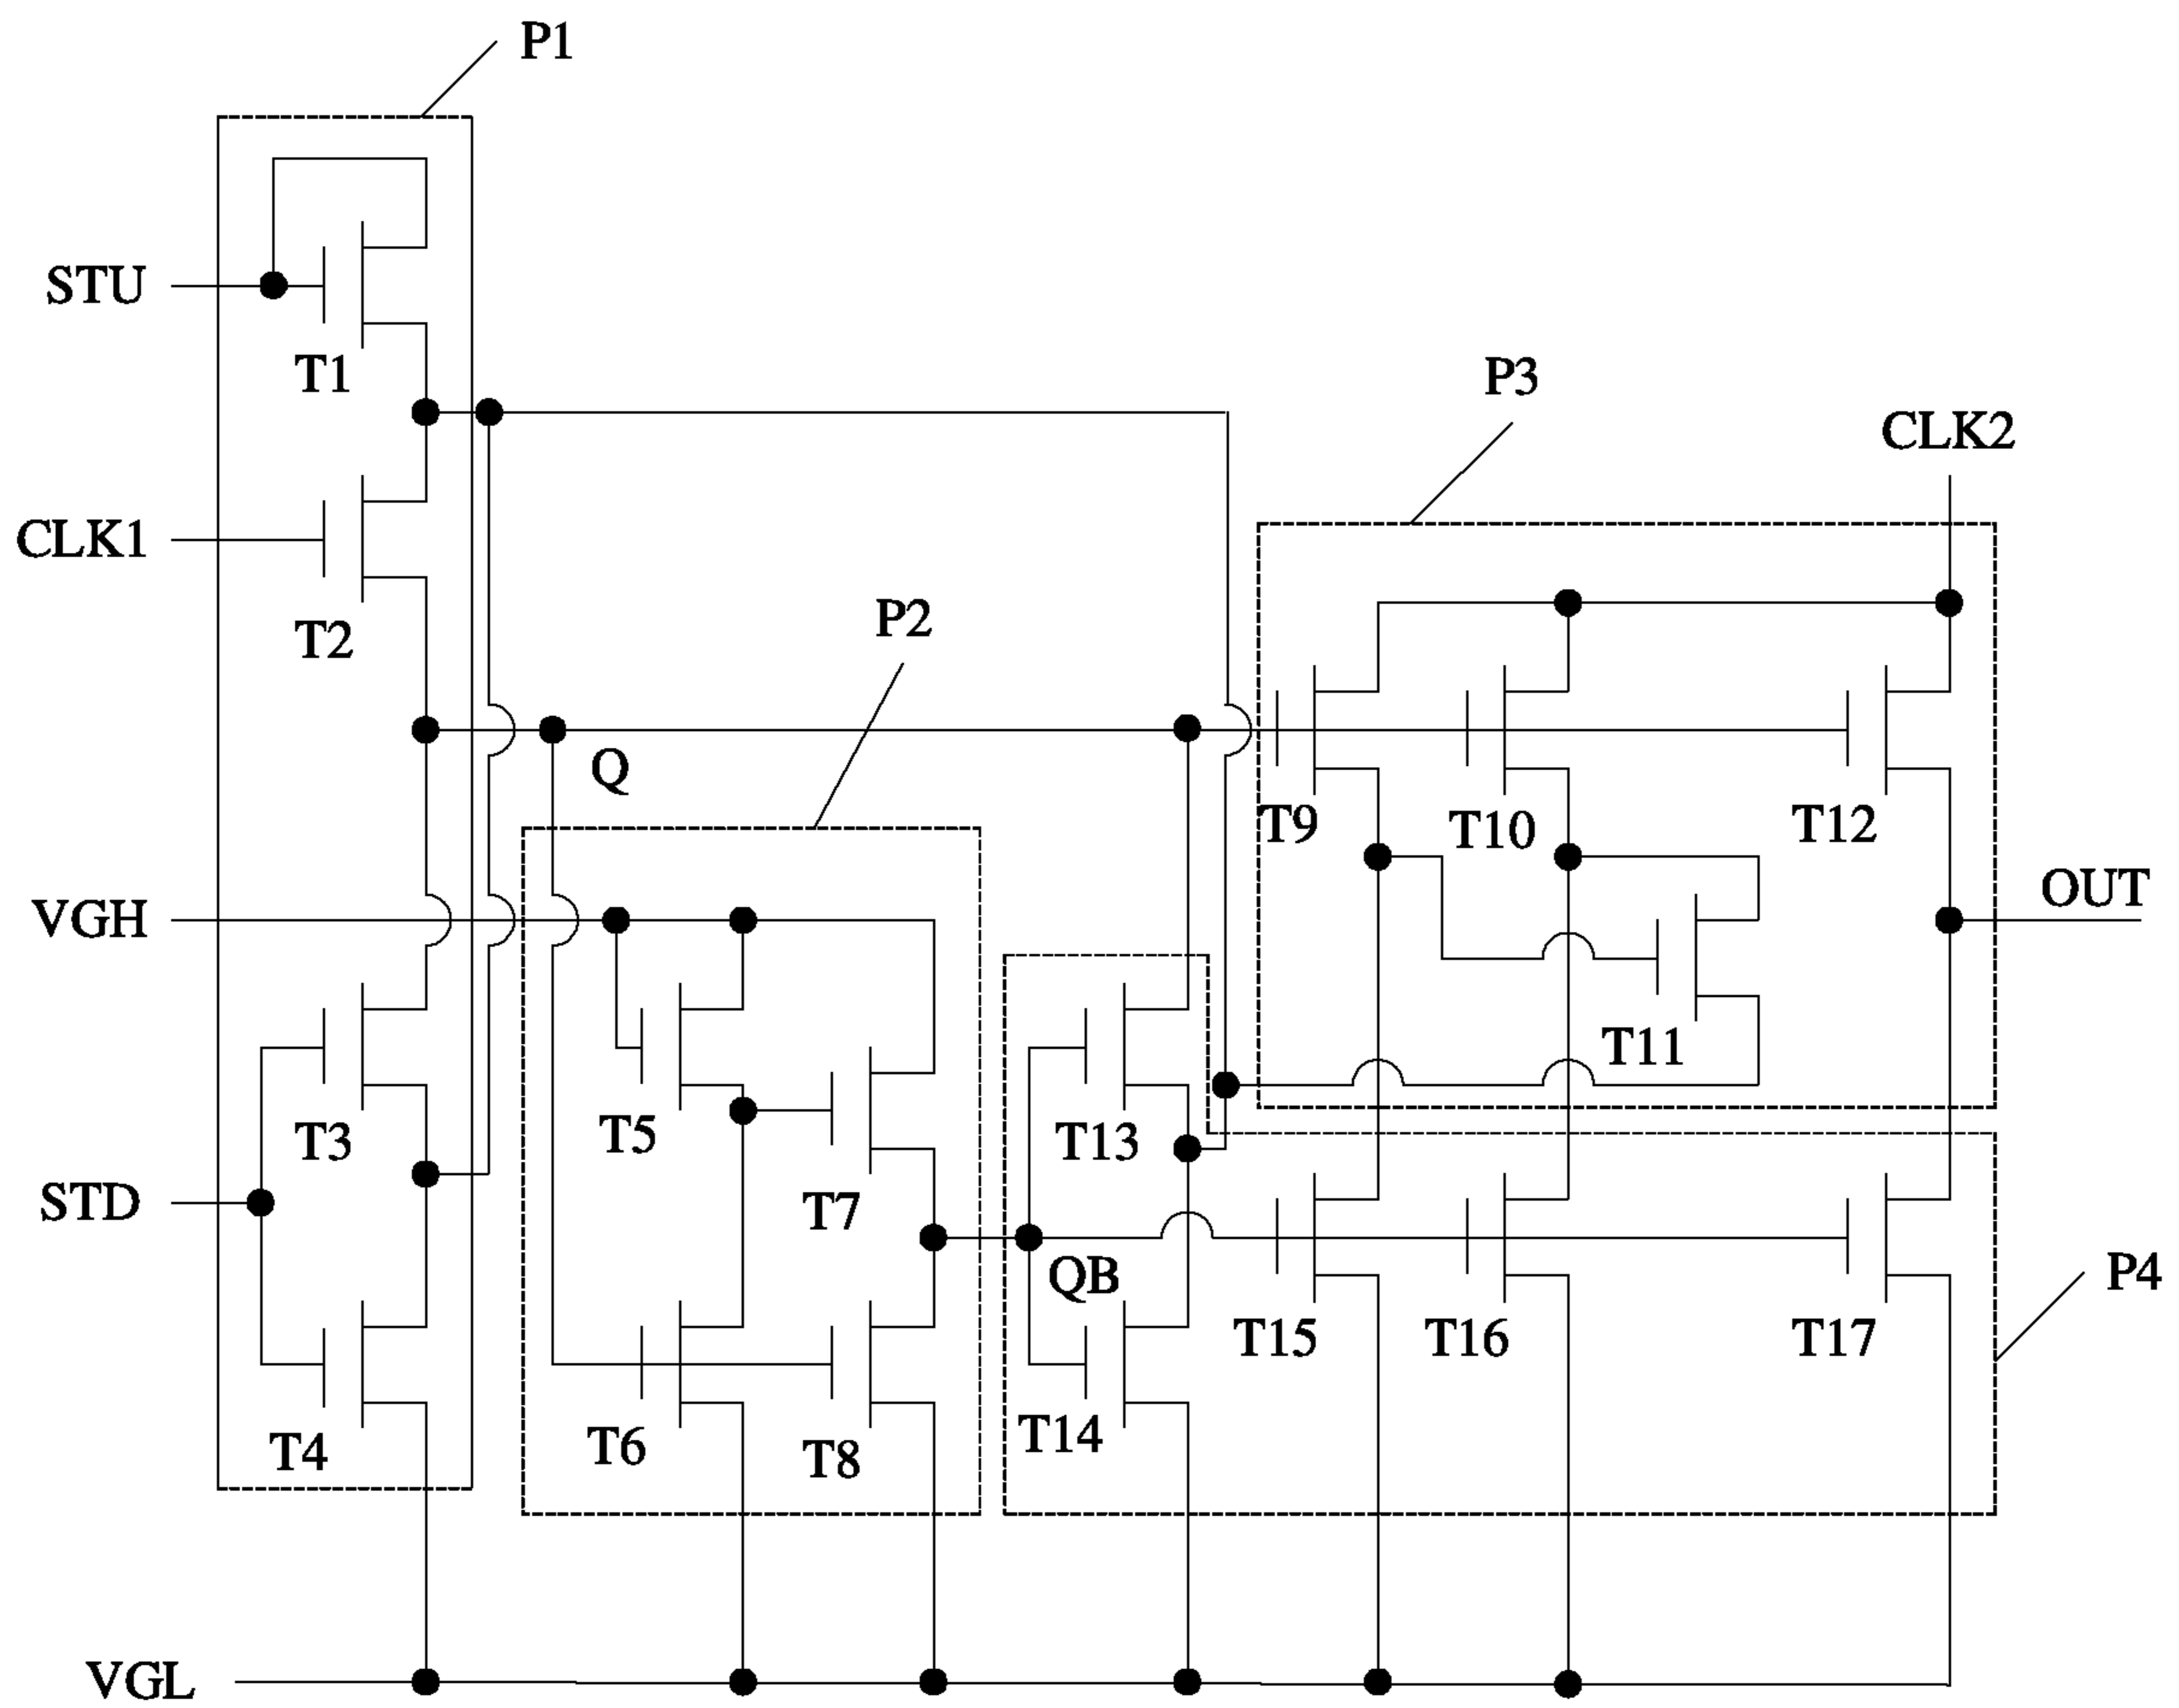 P1
STU
T1
P3
CLK2
CLK1
T2
P2
Q
T9
T10
T12
VGH
OUT
T11
T5
T13
T3
STD
T7
QB
P4
T15
T16
T17
T4
T6
T8
T14
VGL